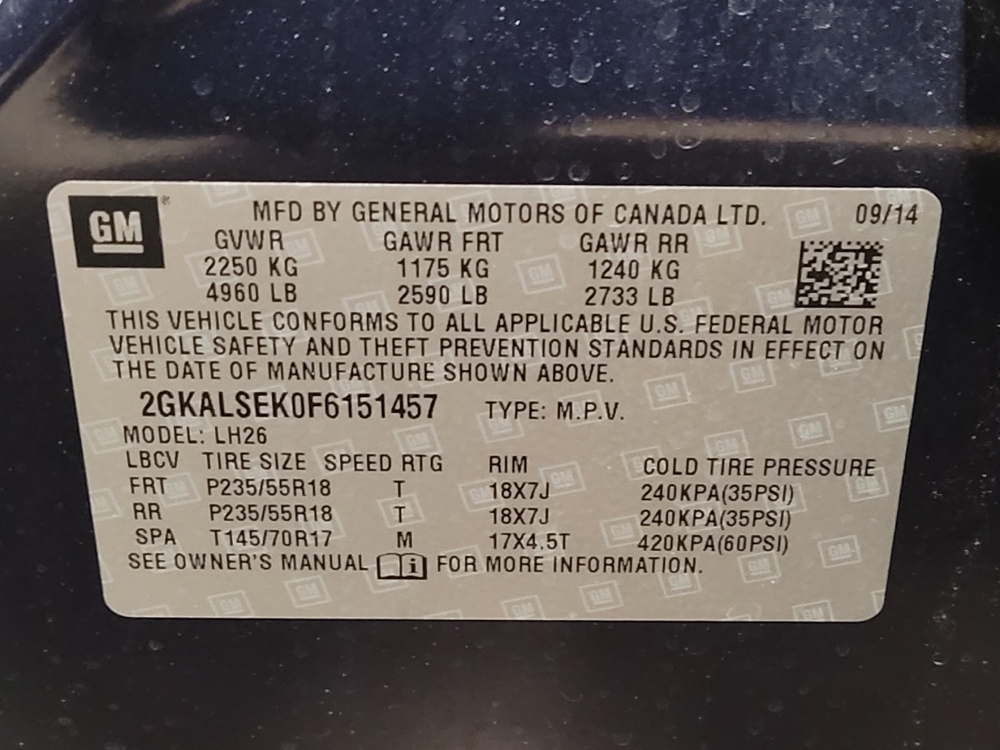 GM
MFD BY GENERAL MOTORS OF CANADA LTD. 09/14
GVWR GAWR FRT GAWR RR
2250 KG 1175 KG 1240 KG
4960 LB 2590 LB 2733 LB
THIS VEHICLE CONFORMS TO ALL APPLICABLE U.S. FEDERAL MOTOR
VEHICLE SAFETY AND THEFT PREVENTION STANDARDS IN EFFECT ON
THE DATE OF MANUFACTURE SHOWN ABOVE.
2GKALSEK0F6151457 TYPE: M.P.V.
MODEL: LH26
LBCV TIRE SIZE SPEED RTG RIM COLD TIRE PRESSURE
FRT P235/55R18 T 18X7J 240KPA(35PSI)
RR P235/55R18 T 18X7J 240KPA(35PSI)
SPA T145/70R17 M 17X4.5T 420KPA(60PSI)
SEE OWNER'S MANUAL i FOR MORE INFORMATION.